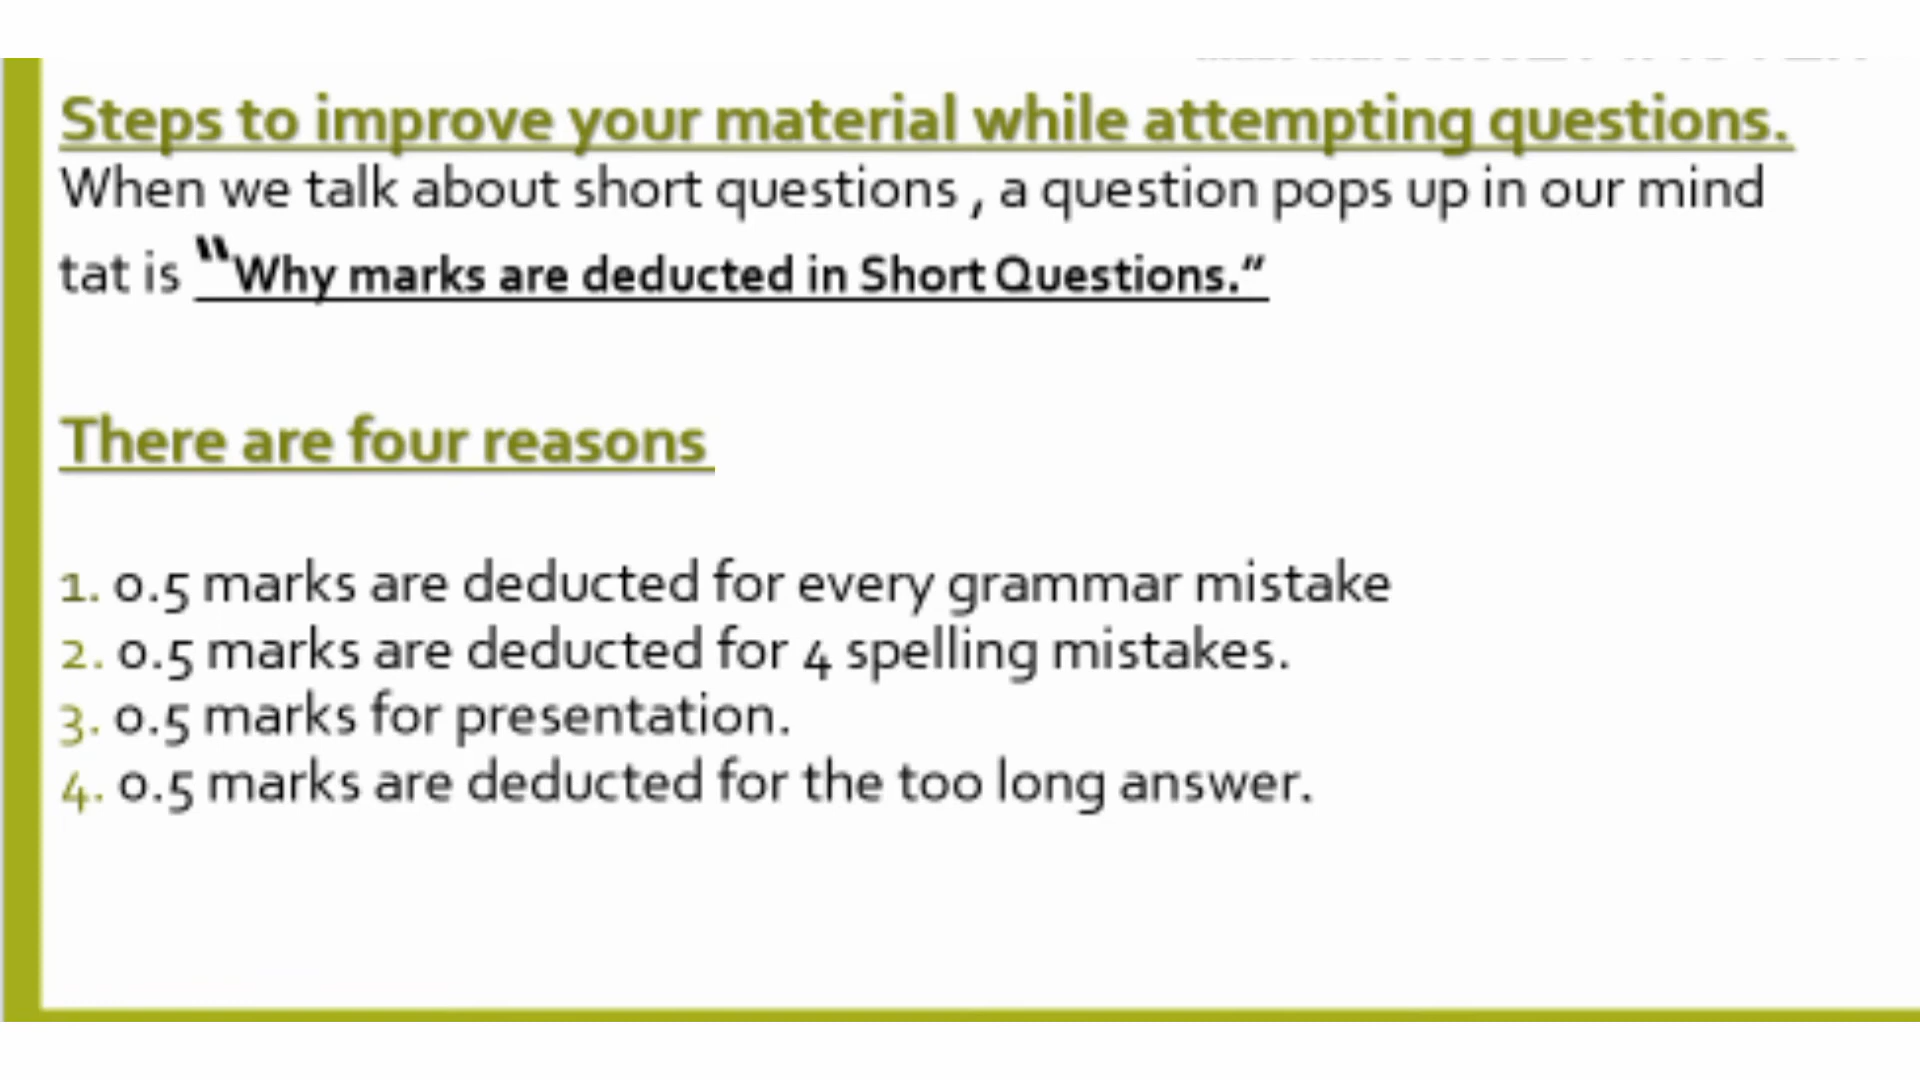 Steps to improve your material while attempting questions.
When we talk about short questions , a question pops up in our mind
tat is “Why marks are deducted in Short Questions.”
There are four reasons
1. 0.5 marks are deducted for every grammar mistake
2. 0.5 marks are deducted for 4 spelling mistakes.
3. 0.5 marks for presentation.
4. 0.5 marks are deducted for the too long answer.